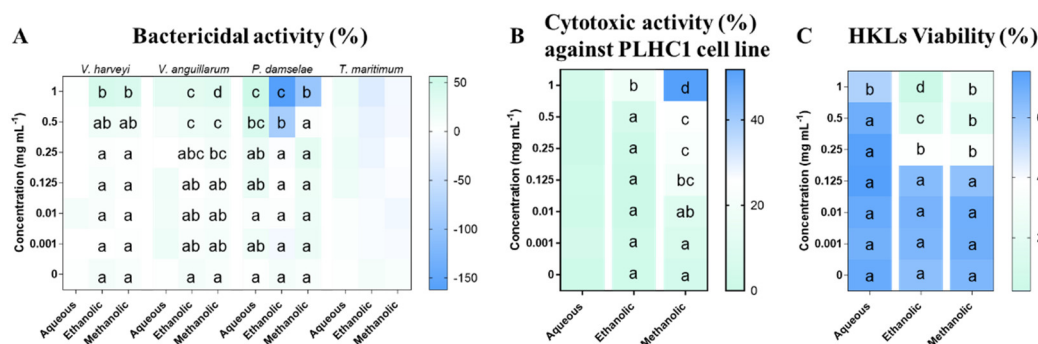 A
Bactericidal activity (%)
V. harveyi V. anguillarum P. damselae T. maritimum
Concentration (mg mL⁻¹)
1 b b c d c c b
0.5 ab ab c c bc b a
0.25 a a abc bc ab a a
0.125 a a ab ab ab a a
0.01 a a ab ab a a a
0.001 a a ab ab ab a a
0 a a a a a a a
Aqueous Ethanolic Methanolic Aqueous Ethanolic Methanolic Aqueous Ethanolic Methanolic Aqueous Ethanolic Methanolic
50
0
-50
-100
-150
B
Cytotoxic activity (%)
against PLHC1 cell line
Concentration (mg mL⁻¹)
1 b d
0.5 a c
0.25 a c
0.125 a bc
0.01 a ab
0.001 a a
0 a a
Aqueous Ethanolic Methanolic
40
20
0
C
HKLs Viability (%)
Concentration (mg mL⁻¹)
1 b d b
0.5 a c b
0.25 a b b
0.125 a a a
0.01 a a a
0.001 a a a
0 a a a
Aqueous Ethanolic Methanolic